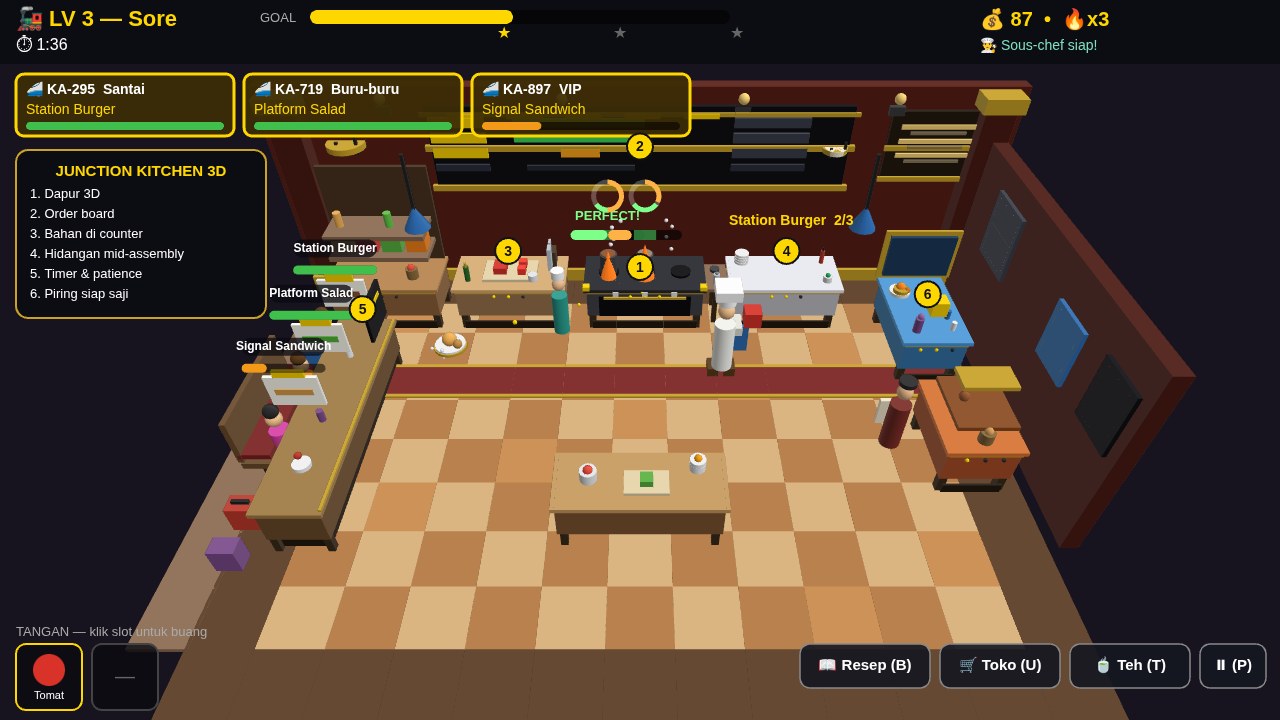 🚂 LV 3 — Sore
⏱ 1:36
GOAL
★ ★ ★
💰 87 • 🔥x3
👨‍🍳 Sous-chef siap!
🚄 KA-295 Santai
Station Burger
🚄 KA-719 Buru-buru
Platform Salad
🚄 KA-897 VIP
Signal Sandwich
JUNCTION KITCHEN 3D
1. Dapur 3D
2. Order board
3. Bahan di counter
4. Hidangan mid-assembly
5. Timer & patience
6. Piring siap saji
2
PERFECT!
Station Burger 2/3
Station Burger
3
1
4
6
Platform Salad
5
Signal Sandwich
TANGAN — klik slot untuk buang
Tomat
—
📖 Resep (B)
🛒 Toko (U)
🍵 Teh (T)
⏸ (P)